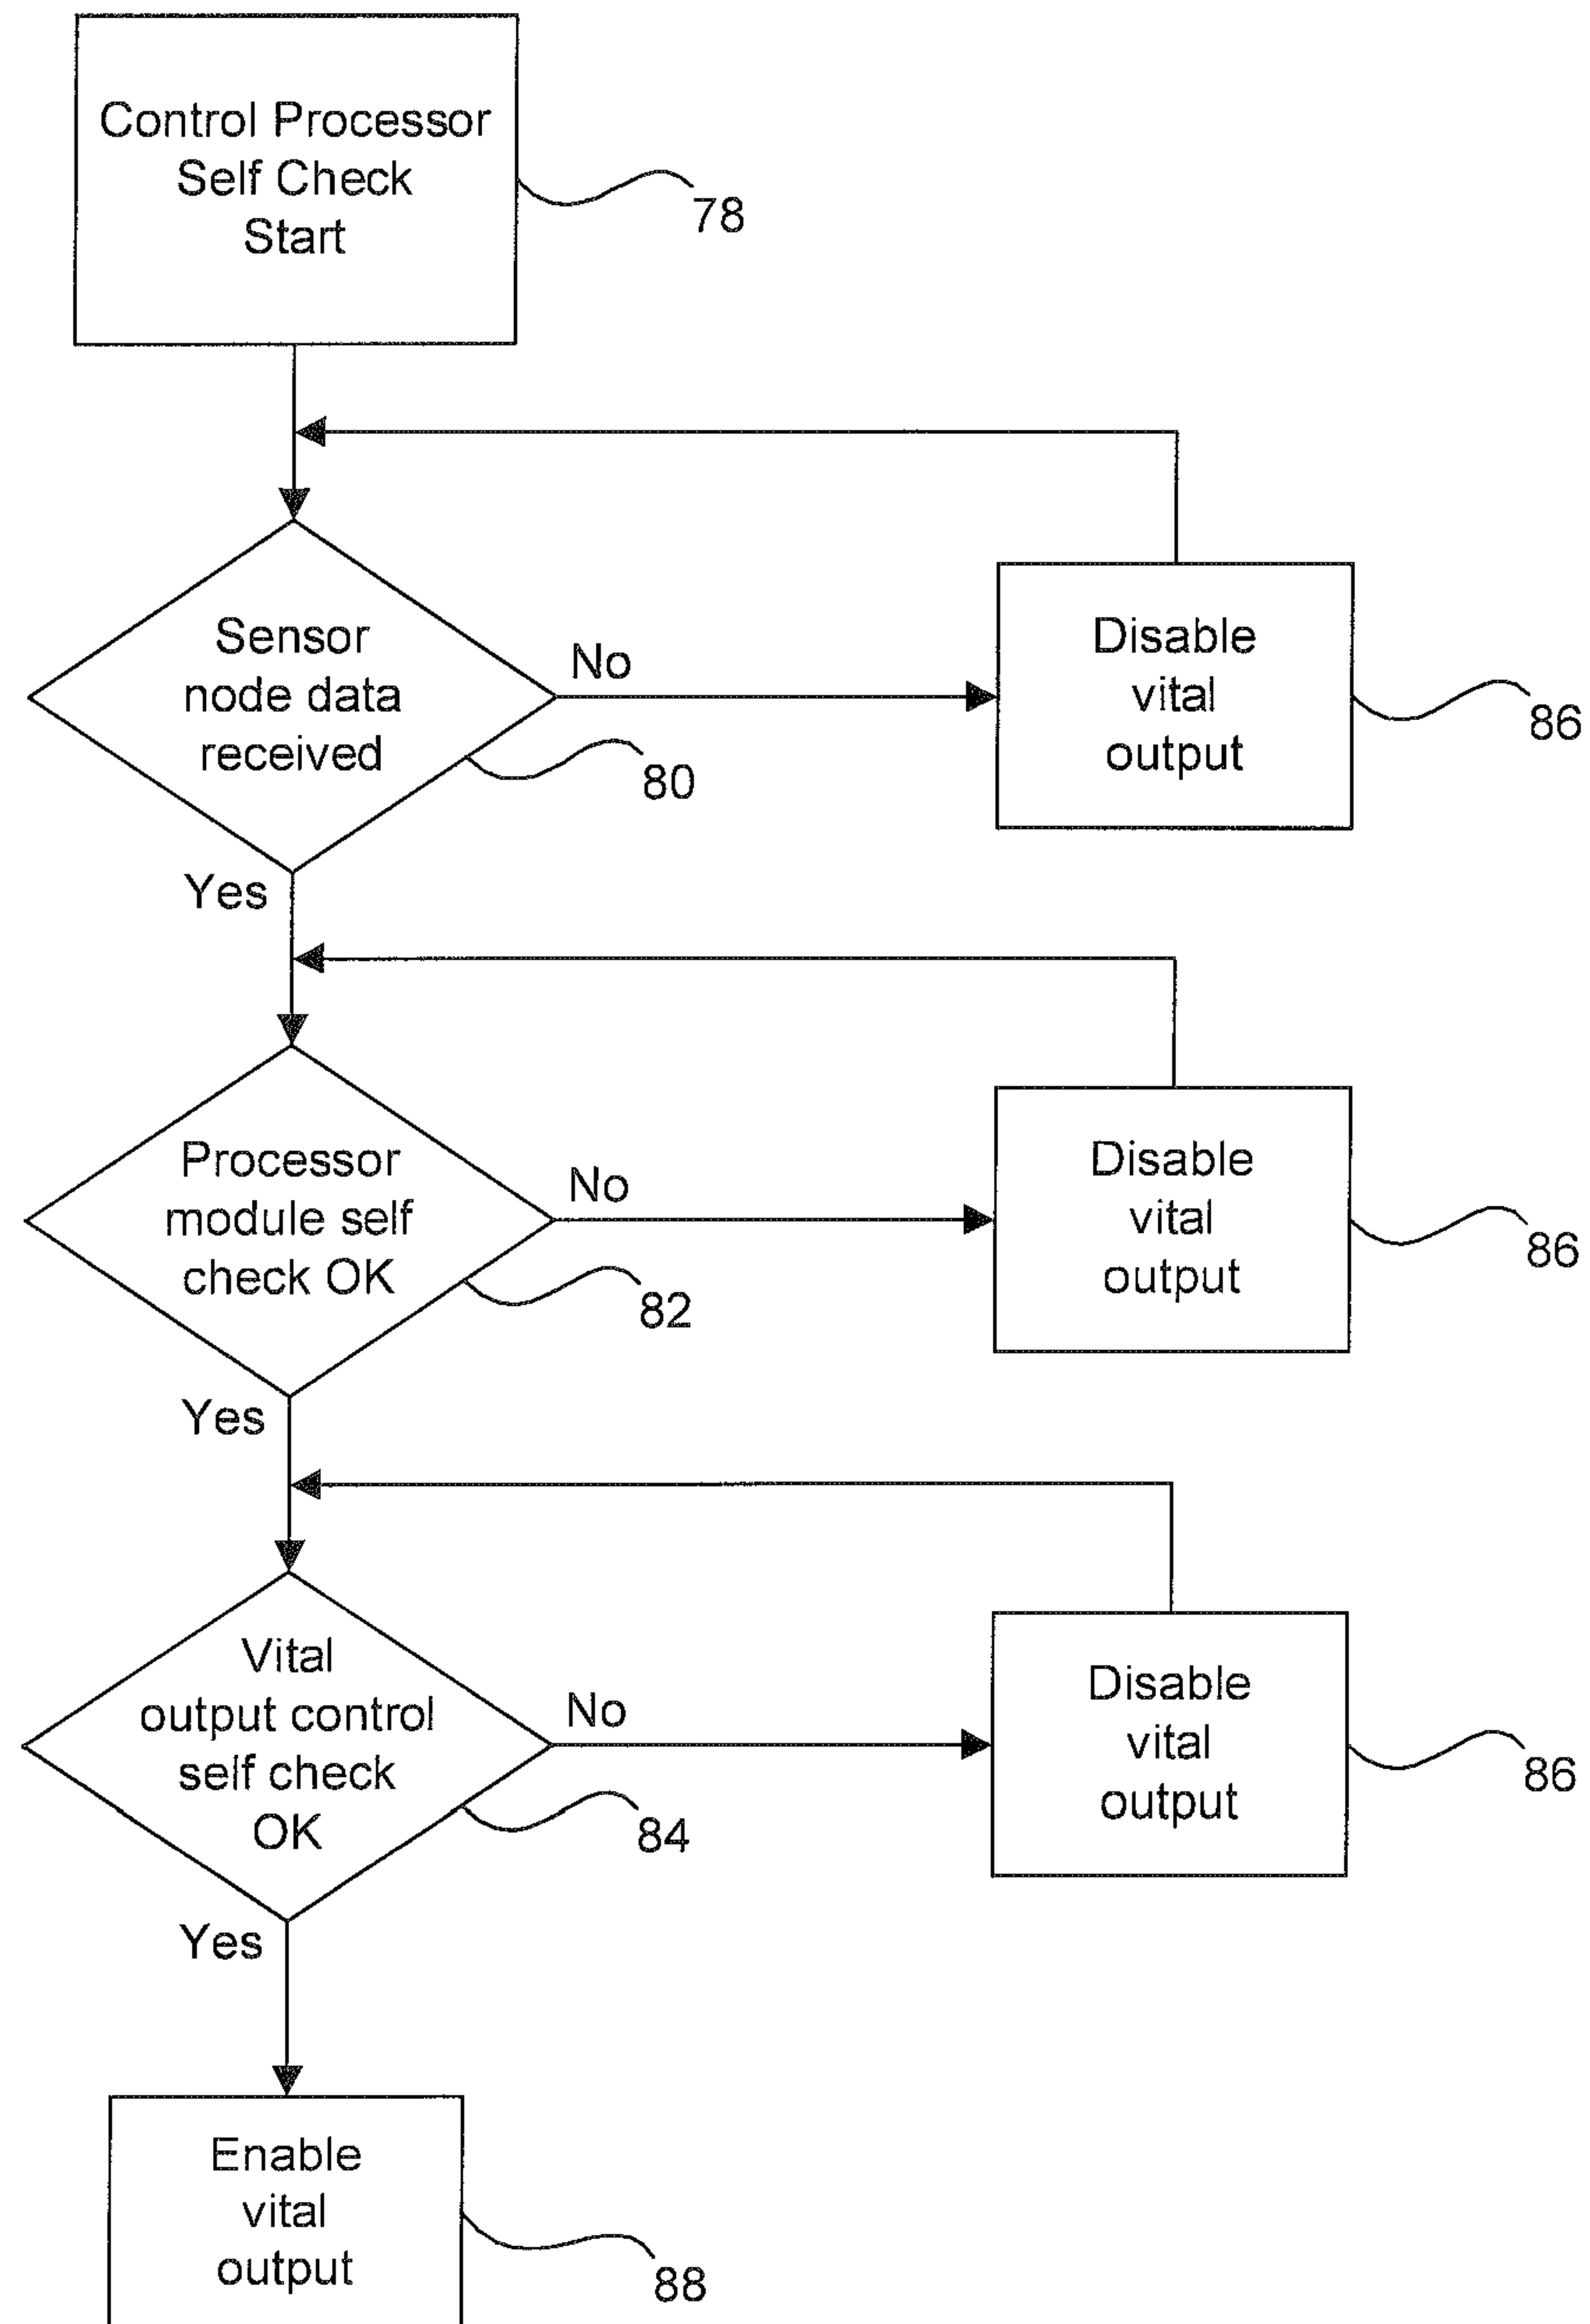 Control Processor
Self Check
Start
78
Sensor
node data
received
No
80
Disable
vital
output
86
Yes
Processor
module self
check OK
No
82
Disable
vital
output
86
Yes
Vital
output control
self check
OK
No
84
Disable
vital
output
86
Yes
Enable
vital
output
88